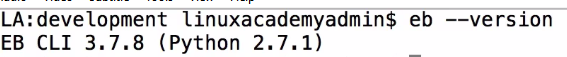 LA:development linuxacademyadmin$ eb --version
EB CLI 3.7.8 (Python 2.7.1)